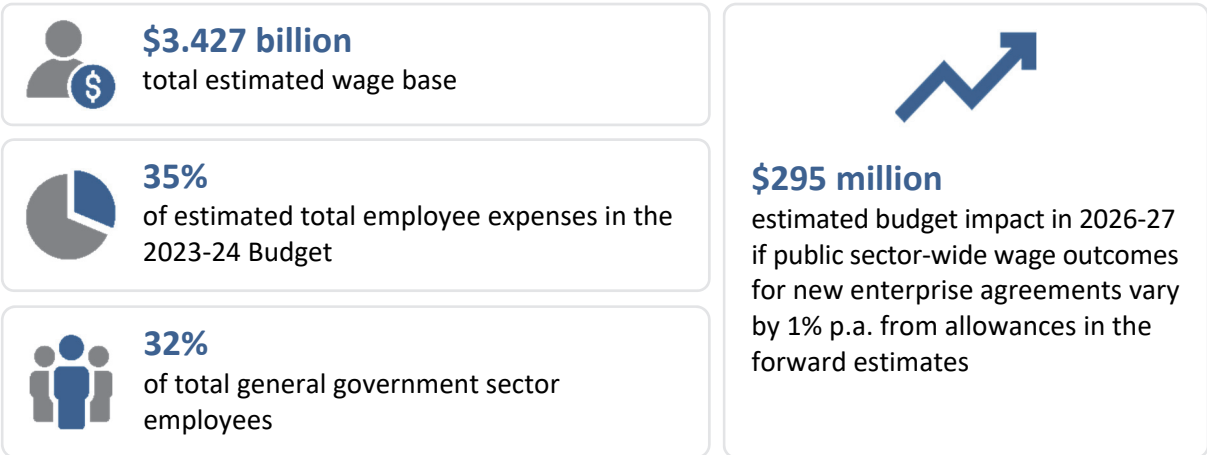 $
$3.427 billion
total estimated wage base
35%
of estimated total employee expenses in the
2023-24 Budget
32%
of total general government sector
employees
$295 million
estimated budget impact in 2026-27
if public sector-wide wage outcomes
for new enterprise agreements vary
by 1% p.a. from allowances in the
forward estimates